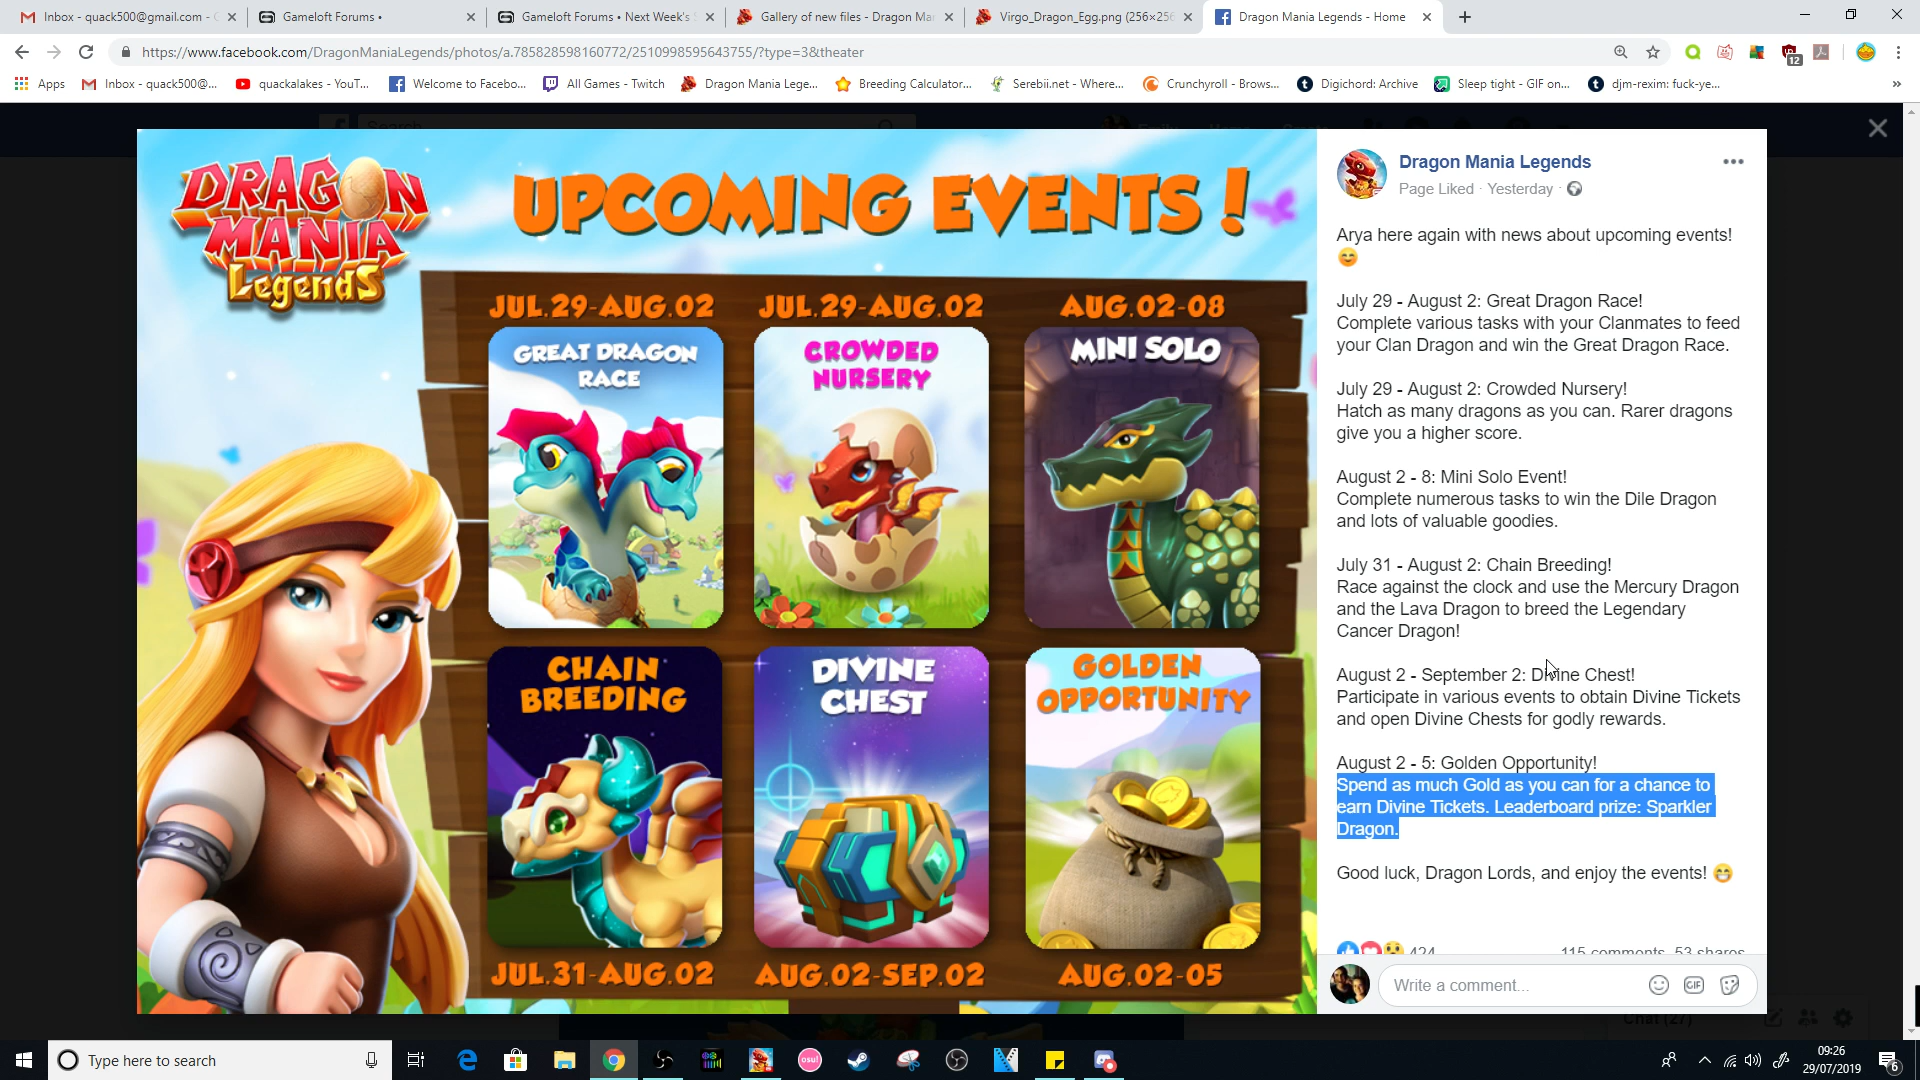 Inbox - quack500@gmail.com -
Gameloft Forums •
Gameloft Forums • Next Week's
Gallery of new files - Dragon Ma
Virgo_Dragon_Egg.png (256×256
Dragon Mania Legends - Home
https://www.facebook.com/DragonManiaLegends/photos/a.785828598160772/2510998595643755/?type=3&theater
12
Apps
Inbox - quack500@...
quackalakes - YouT...
Welcome to Facebo...
All Games - Twitch
Dragon Mania Lege...
Breeding Calculator...
Serebii.net - Where...
Crunchyroll - Brows...
Digichord: Archive
Sleep tight - GIF on...
djm-rexim: fuck-ye...
»
Search
DRAGON
MANIA
Legends
UPCOMING EVENTS!
JUL.29-AUG.02
JUL.29-AUG.02
AUG.02-08
GREAT DRAGON
RACE
CROWDED
NURSERY
MINI SOLO
CHAIN
BREEDING
DIVINE
CHEST
GOLDEN
OPPORTUNITY
JUL.31-AUG.02
AUG.02-SEP.02
AUG.02-05
Dragon Mania Legends
Page Liked · Yesterday ·
Arya here again with news about upcoming events!
😊
July 29 - August 2: Great Dragon Race!
Complete various tasks with your Clanmates to feed
your Clan Dragon and win the Great Dragon Race.
July 29 - August 2: Crowded Nursery!
Hatch as many dragons as you can. Rarer dragons
give you a higher score.
August 2 - 8: Mini Solo Event!
Complete numerous tasks to win the Dile Dragon
and lots of valuable goodies.
July 31 - August 2: Chain Breeding!
Race against the clock and use the Mercury Dragon
and the Lava Dragon to breed the Legendary
Cancer Dragon!
August 2 - September 2: Divine Chest!
Participate in various events to obtain Divine Tickets
and open Divine Chests for godly rewards.
August 2 - 5: Golden Opportunity!
Spend as much Gold as you can for a chance to
earn Divine Tickets. Leaderboard prize: Sparkler
Dragon.
Good luck, Dragon Lords, and enjoy the events! 😁
424
115 comments 53 shares
Write a comment...
GIF
Chat (27)
Type here to search
osu!
09:26
29/07/2019
6